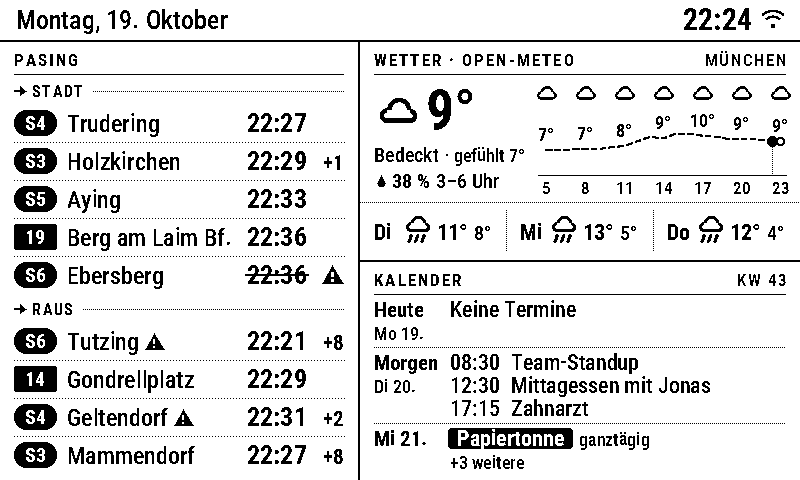 Montag, 19. Oktober 22:24
PASING
→ STADT
S4 Trudering 22:27
S3 Holzkirchen 22:29 +1
S5 Aying 22:33
19 Berg am Laim Bf. 22:36
S6 Ebersberg 22:36
→ RAUS
S6 Tutzing 22:21 +8
14 Gondrellplatz 22:29
S4 Geltendorf 22:31 +2
S3 Mammendorf 22:27 +8
WETTER · OPEN-METEO MÜNCHEN
9°
Bedeckt · gefühlt 7°
38 % 3–6 Uhr
7° 7° 8° 9° 10° 9° 9°
5 8 11 14 17 20 23
Di 11° 8° Mi 13° 5° Do 12° 4°
KALENDER KW 43
Heute Keine Termine
Mo 19.
Morgen 08:30 Team-Standup
Di 20. 12:30 Mittagessen mit Jonas
17:15 Zahnarzt
Mi 21. Papiertonne ganztägig
+3 weitere